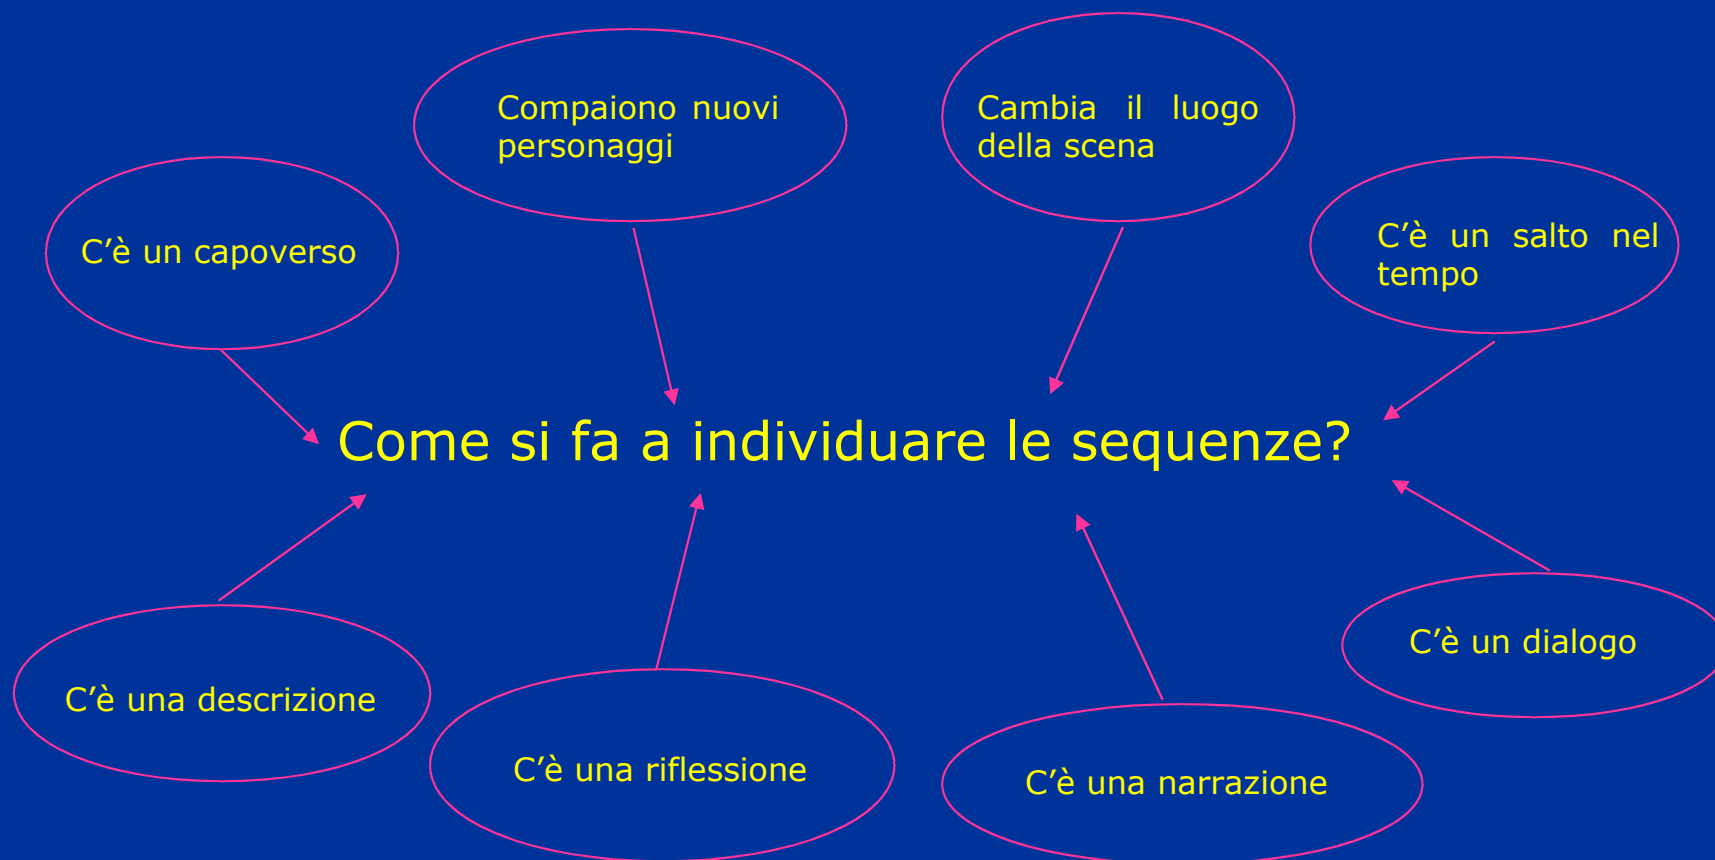 Compaiono nuovi
personaggi
Cambia il luogo
della scena
C’è un capoverso
C’è un salto nel
tempo
Come si fa a individuare le sequenze?
C’è una descrizione
C’è una riflessione
C’è una narrazione
C’è un dialogo